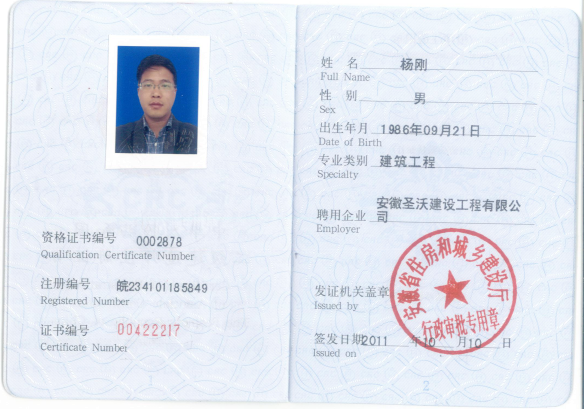 资格证书编号 0002878
Qualification Certificate Number
注册编号 皖234101185849
Registered Number
证书编号 00422217
Certificate Number
1
姓 名 杨刚
Full Name
性 别 男
Sex
出生年月 1986年09月21日
Date of Birth
专业类别 建筑工程
Specialty
安徽圣沃建设工程有限公
聘用企业 司
Employer
安徽省住房和城乡建设厅
行政审批专用章
发证机关盖章
Issued by
签发日期2011 年10 月10 日
Issued on
2